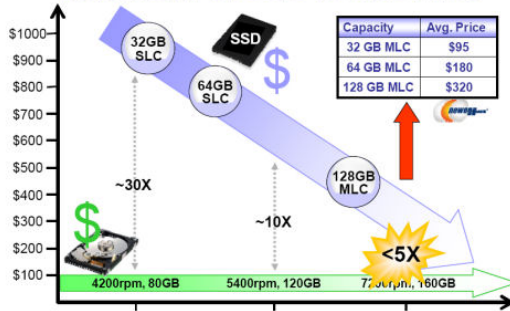 $1000
$900
$800
$700
$600
$500
$400
$300
$200
$100
32GB
SLC
SSD
$
64GB
SLC
128GB
MLC
Capacity Avg. Price
32 GB MLC $95
64 GB MLC $180
128 GB MLC $320
newegg
~30X
~10X
<5X
$
4200rpm, 80GB
5400rpm, 120GB
160GB